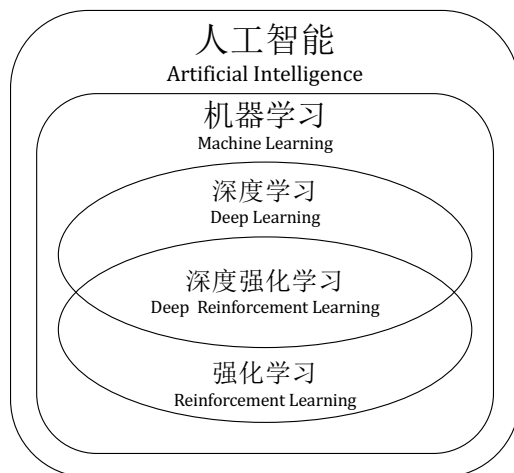 人工智能
Artificial Intelligence
机器学习
Machine Learning
深度学习
Deep Learning
深度强化学习
Deep Reinforcement Learning
强化学习
Reinforcement Learning